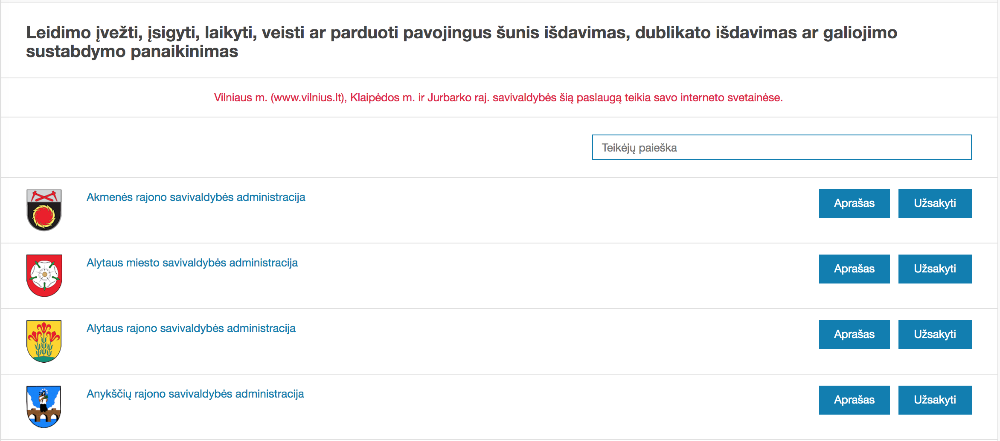 Leidimo įvežti, įsigyti, laikyti, veisti ar parduoti pavojingus šunis išdavimas, dublikato išdavimas ar galiojimo
sustabdymo panaikinimas
Vilniaus m. (www.vilnius.lt), Klaipėdos m. ir Jurbarko raj. savivaldybės šią paslaugą teikia savo interneto svetainėse.
Teikėjų paieška
Akmenės rajono savivaldybės administracija Aprašas Užsakyti
Alytaus miesto savivaldybės administracija Aprašas Užsakyti
Alytaus rajono savivaldybės administracija Aprašas Užsakyti
Anykščių rajono savivaldybės administracija Aprašas Užsakyti